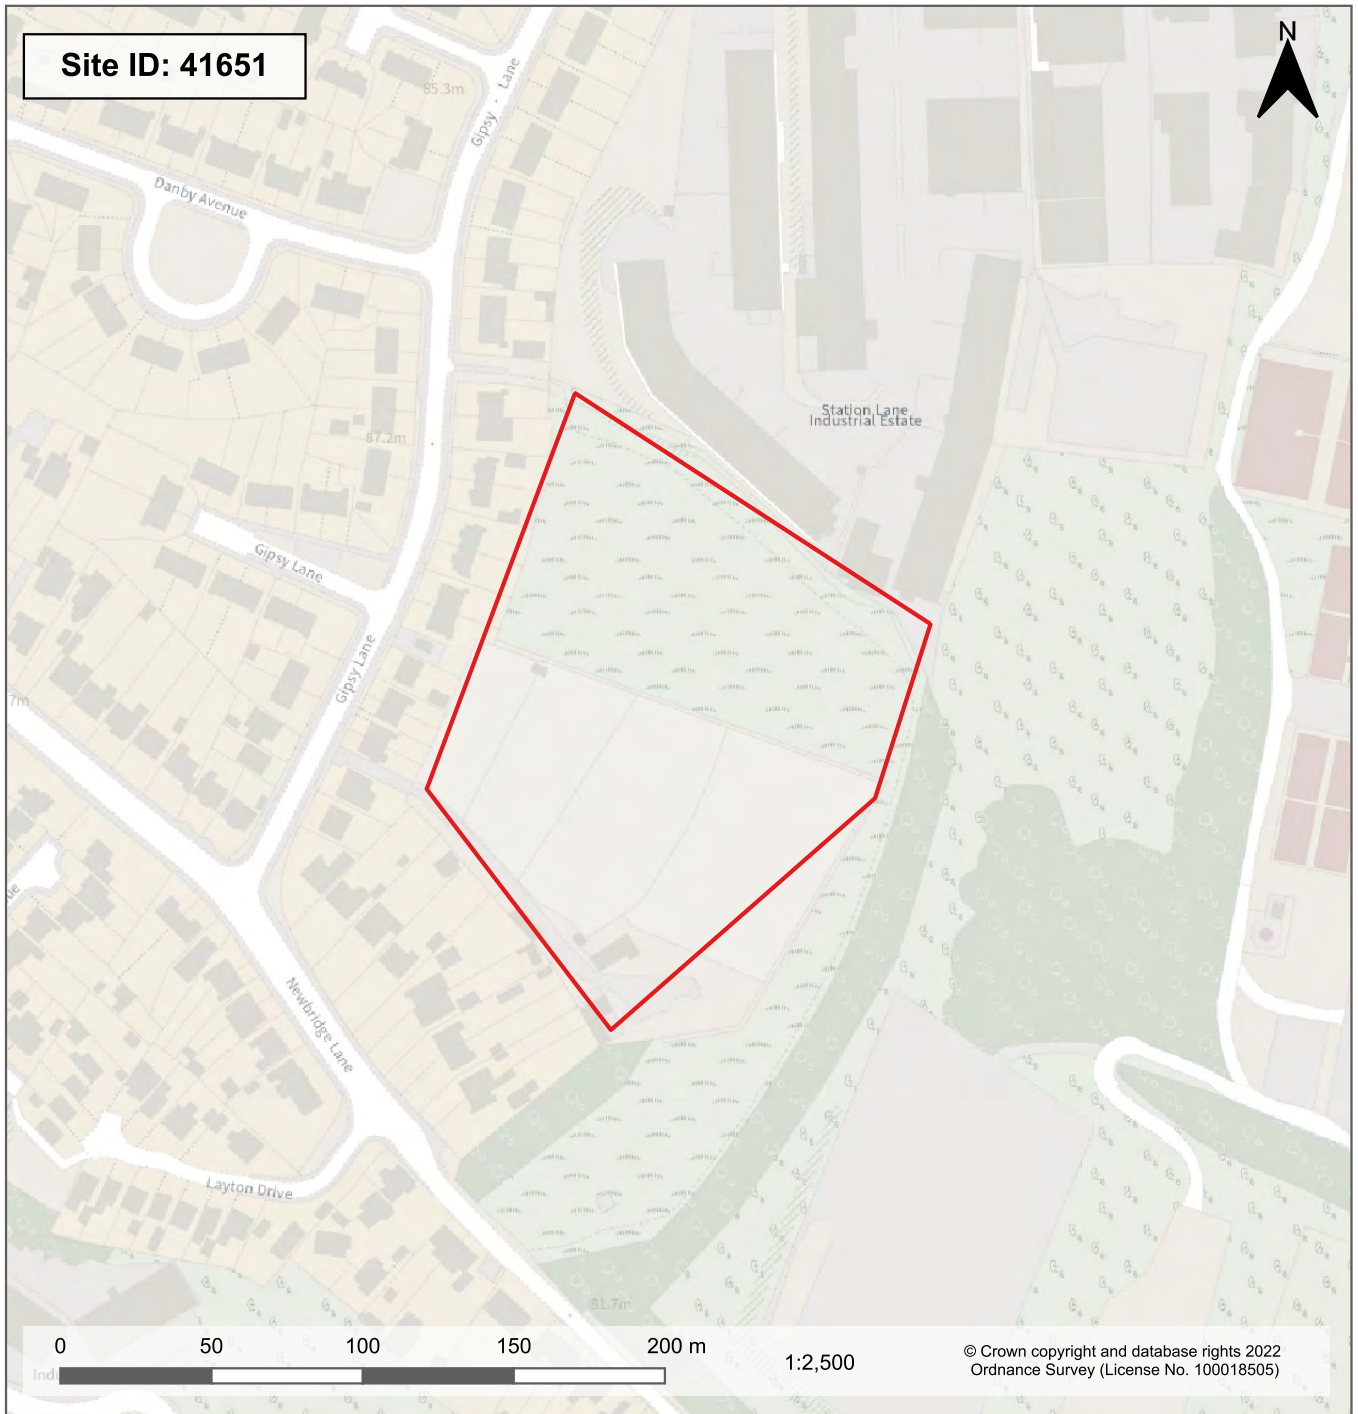 Site ID: 41651
N
85.3m
Gipsy Lane
Danby Avenue
Station Lane
Industrial Estate
87.2m
Gipsy Lane
Gipsy Lane
7m
Newbridge Lane
Layton Drive
81.7m
0 50 100 150 200 m
1:2,500
© Crown copyright and database rights 2022
Ordnance Survey (License No. 100018505)